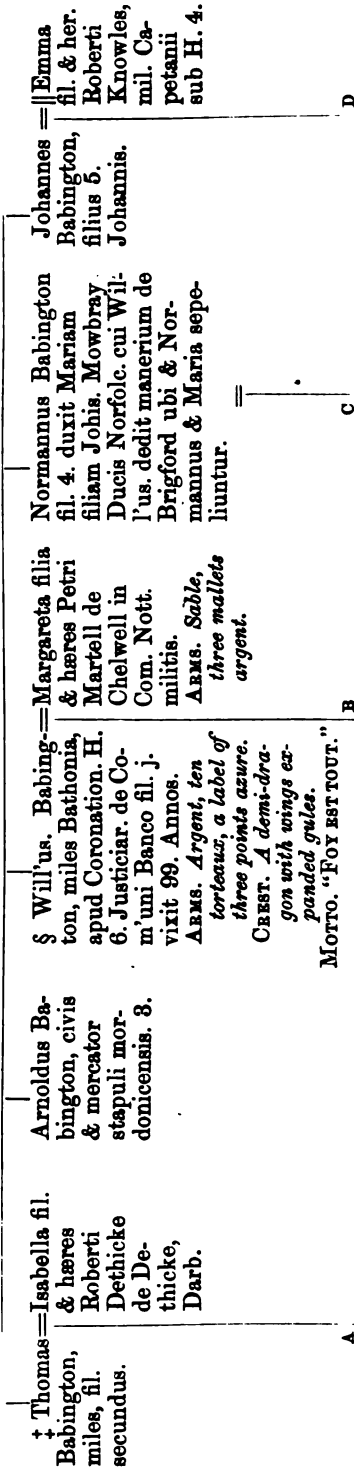 ‡ Thomas=Isabella fil.
Babington,
miles, fil.
secundus.
& hæres
Roberti
Dethicke
de De-
thicke,
Darb.
A
Arnoldus Ba-
bington, civis
& mercator
stapuli mor-
donicensis. 3.
§ Will'us. Babing-=Margareta filia
ton, miles Bathonia,
apud Coronation. H.
6. Justiciar. de Co-
m'uni Banco fil. j.
vixit 99. Annos.
ARMS. Argent, ten
torteaux, a label of
three points azure.
CREST. A demi-dra-
gon with wings ex-
panded gules.
MOTTO. "FOY EST TOUT."
& hæres Petri
Martell de
Chelwell in
Com. Nott.
militis.
ARMS. Sable,
three mallets
argent.
B
Normannus Babington
fil. 4. duxit Mariam
filiam Johis. Mowbray
Ducis Norfolc. cui Wil-
l'us. dedit manerium de
Brigford ubi & Nor-
mannus & Maria sepe-
liuntur.
=
C
Johannes =||Emma
Babington,
filius 5.
Johannis.
fil. & her.
Roberti
Knowles,
mil. Ca-
petanii
sub H. 4.
D